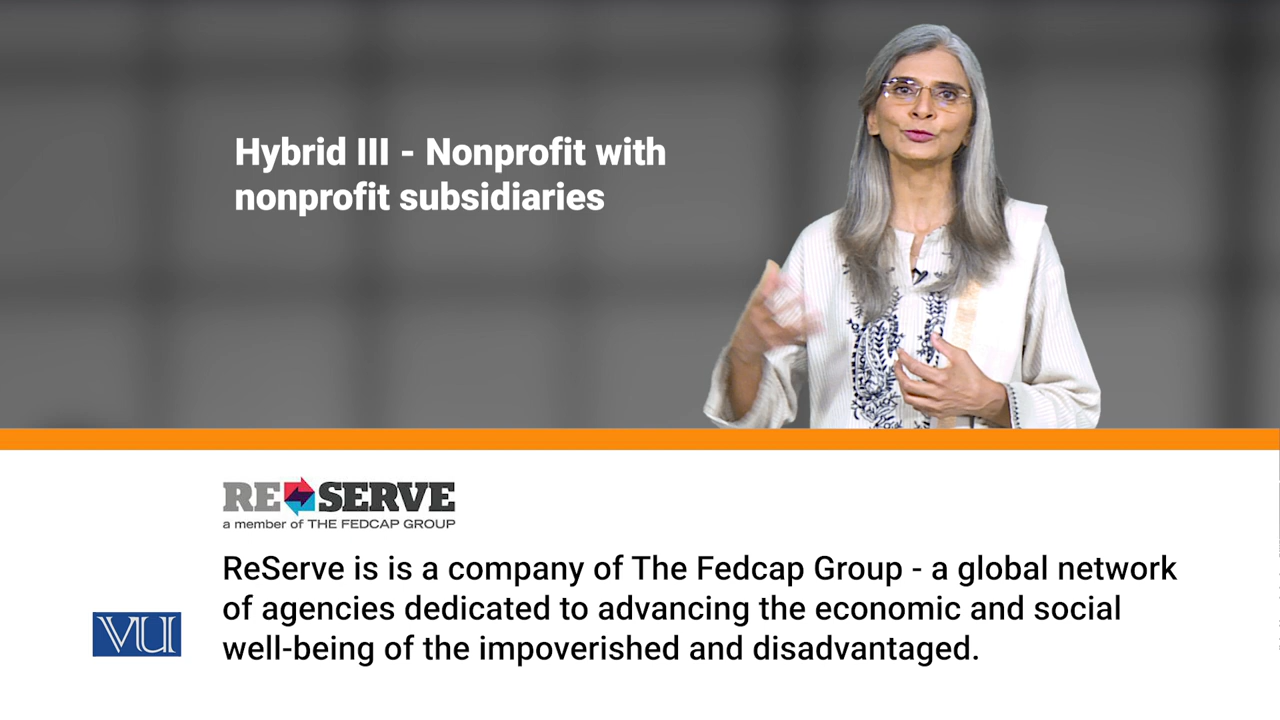 Hybrid III - Nonprofit with
nonprofit subsidiaries
RE SERVE
a member of THE FEDCAP GROUP
ReServe is is a company of The Fedcap Group - a global network
of agencies dedicated to advancing the economic and social
well-being of the impoverished and disadvantaged.
VU